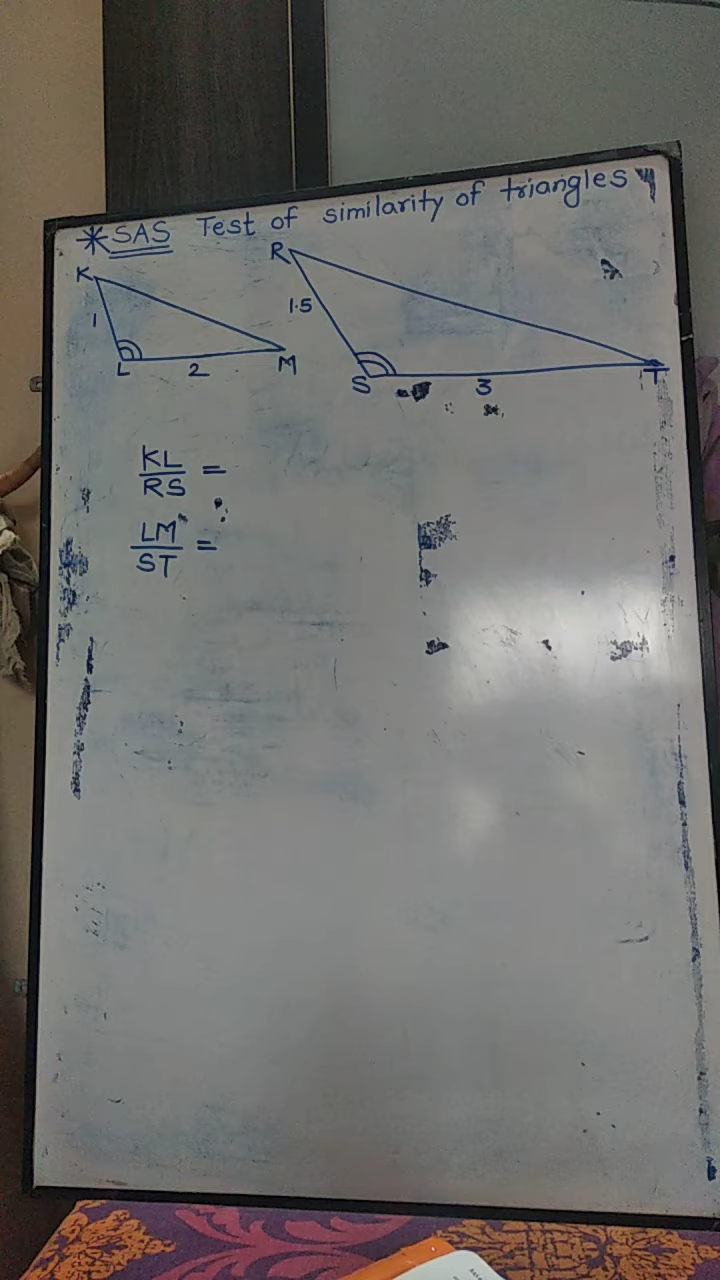 *SAS Test of similarity of triangles
K
R
1
1.5
L
2
M
S
3
T
KL/RS =
LM/ST =